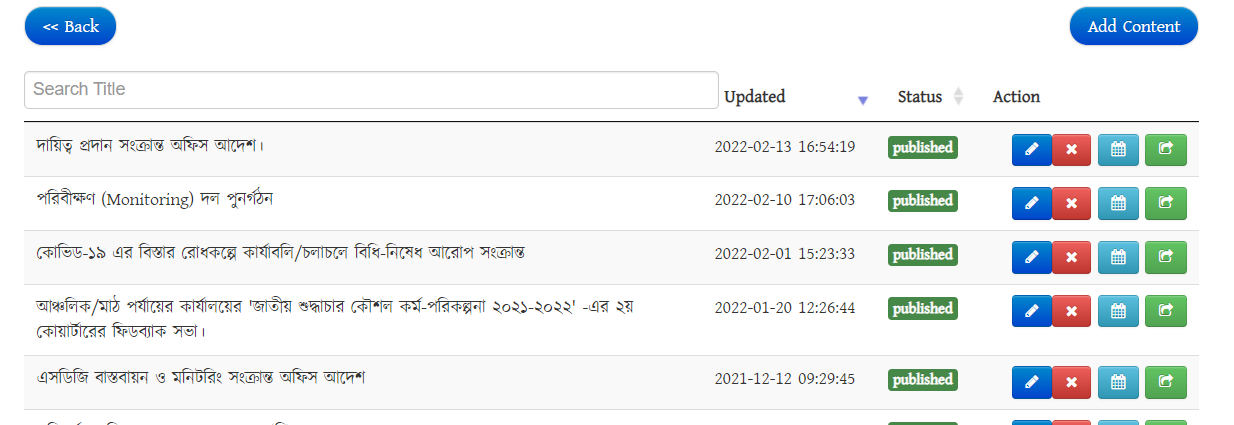 << Back
Add Content
Search Title
Updated
Status
Action
দায়িত্ব প্রদান সংক্রান্ত অফিস আদেশ। 2022-02-13 16:54:19 published
পরিবীক্ষণ (Monitoring) দল পুনর্গঠন 2022-02-10 17:06:03 published
কোভিড-১৯ এর বিস্তার রোধকল্পে কার্যাবলি/চলাচলে বিধি-নিষেধ আরোপ সংক্রান্ত 2022-02-01 15:23:33 published
আঞ্চলিক/মাঠ পর্যায়ের কার্যালয়ের 'জাতীয় শুদ্ধাচার কৌশল কর্ম-পরিকল্পনা ২০২১-২০২২' -এর ২য় 2022-01-20 12:26:44 published
কোয়ার্টারের ফিডব্যাক সভা।
এসডিজি বাস্তবায়ন ও মনিটরিং সংক্রান্ত অফিস আদেশ 2021-12-12 09:29:45 published